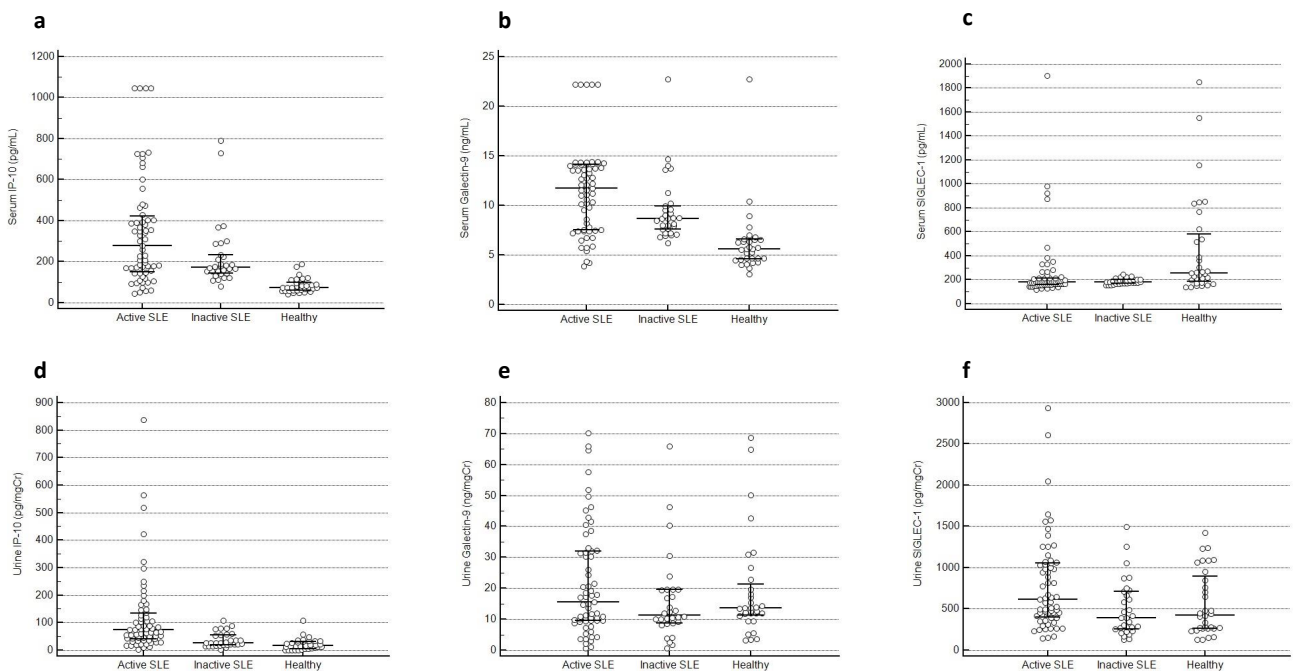 a
1200
1000
800
600
400
200
0
Serum IP-10 (pg/mL)
Active SLE Inactive SLE Healthy
b
25
20
15
10
5
0
Serum Galectin-9 (ng/mL)
Active SLE Inactive SLE Healthy
c
2000
1800
1600
1400
1200
1000
800
600
400
200
0
Serum SIGLEC-1 (pg/mL)
Active SLE Inactive SLE Healthy
d
900
800
700
600
500
400
300
200
100
0
Urine IP-10 (pg/mgCr)
Active SLE Inactive SLE Healthy
e
80
70
60
50
40
30
20
10
0
Urine Galectin-9 (ng/mgCr)
Active SLE Inactive SLE Healthy
f
3000
2500
2000
1500
1000
500
0
Urine SIGLEC-1 (pg/mgCr)
Active SLE Inactive SLE Healthy